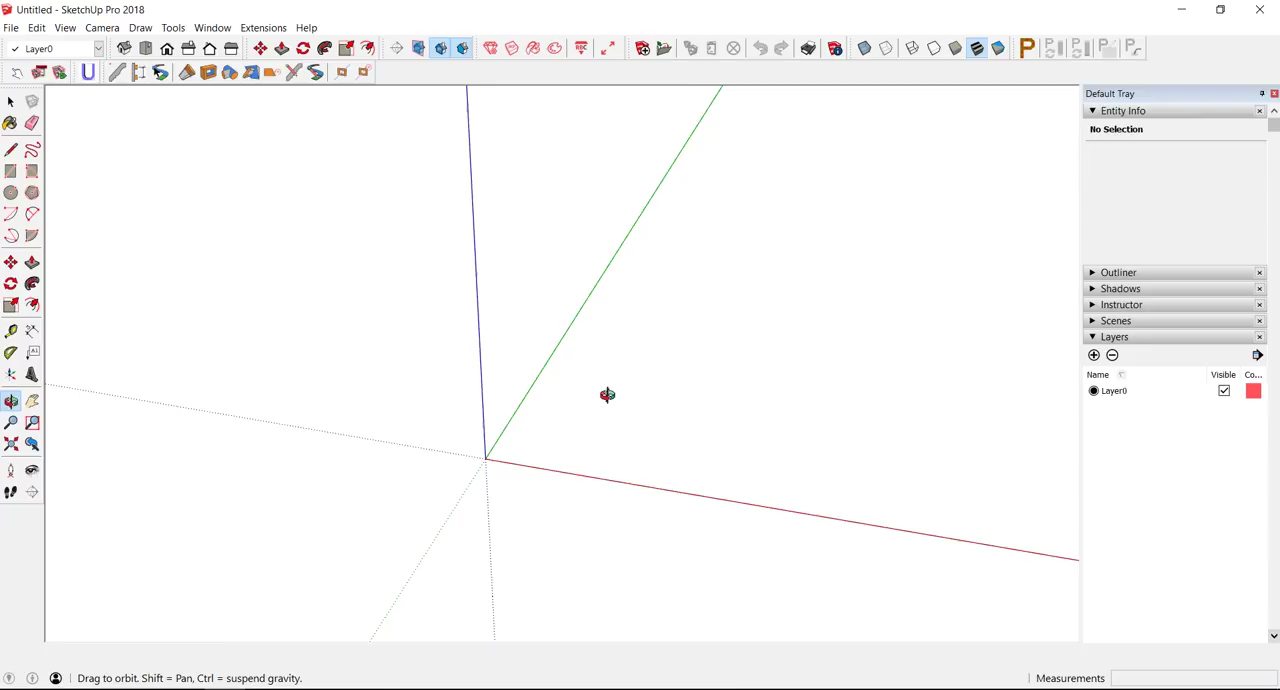 Untitled - SketchUp Pro 2018
File Edit View Camera Draw Tools Window Extensions Help
Layer0
ABC
P
U
A1
Default Tray
Entity Info
No Selection
Outliner
Shadows
Instructor
Scenes
Layers
Name Visible Co...
Layer0
Drag to orbit. Shift = Pan, Ctrl = suspend gravity.
Measurements